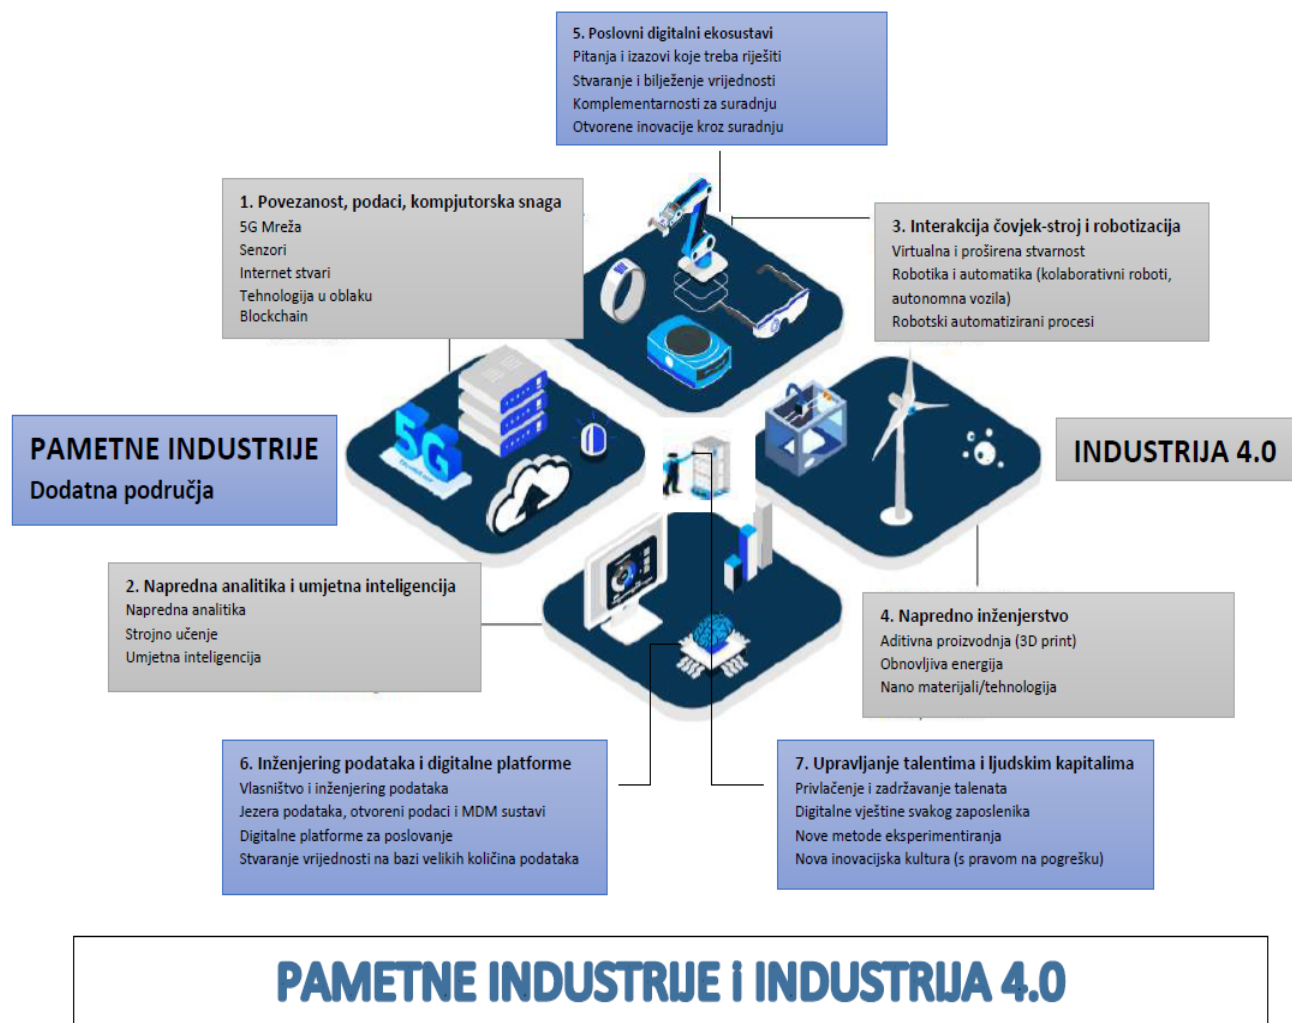 5. Poslovni digitalni ekosustavi
Pitanja i izazovi koje treba riješiti
Stvaranje i bilježenje vrijednosti
Komplementarnosti za suradnju
Otvorene inovacije kroz suradnju
1. Povezanost, podaci, kompjutorska snaga
5G Mreža
Senzori
Internet stvari
Tehnologija u oblaku
Blockchain
3. Interakcija čovjek-stroj i robotizacija
Virtualna i proširena stvarnost
Robotika i automatika (kolaborativni roboti,
autonomna vozila)
Robotski automatizirani procesi
5G
PAMETNE INDUSTRIJE
Dodatna područja
INDUSTRIJA 4.0
2. Napredna analitika i umjetna inteligencija
Napredna analitika
Strojno učenje
Umjetna inteligencija
4. Napredno inženjerstvo
Aditivna proizvodnja (3D print)
Obnovljiva energija
Nano materijali/tehnologija
6. Inženjering podataka i digitalne platforme
Vlasništvo i inženjering podataka
Jezera podataka, otvoreni podaci i MDM sustavi
Digitalne platforme za poslovanje
Stvaranje vrijednosti na bazi velikih količina podataka
7. Upravljanje talentima i ljudskim kapitalima
Privlačenje i zadržavanje talenata
Digitalne vještine svakog zaposlenika
Nove metode eksperimentiranja
Nova inovacijska kultura (s pravom na pogrešku)
PAMETNE INDUSTRIJE i INDUSTRIJA 4.0